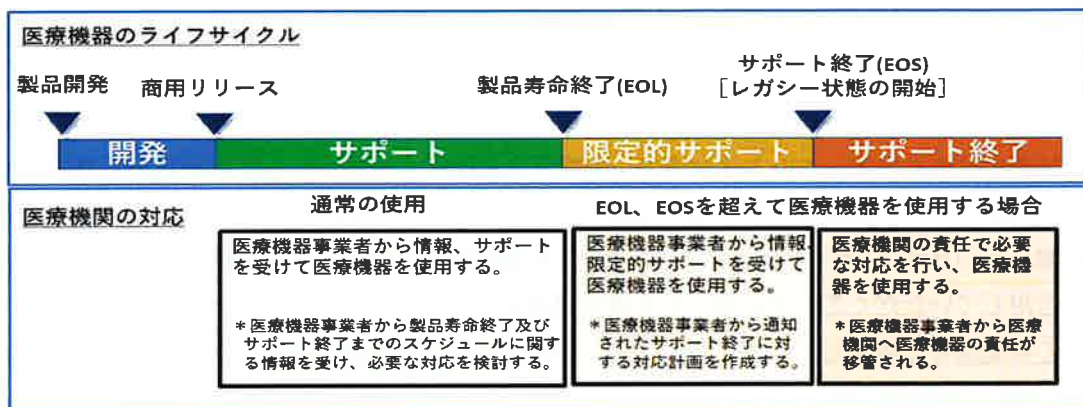 医療機器のライフサイクル
製品開発
商用リリース
製品寿命終了(EOL)
サポート終了(EOS)
［レガシー状態の開始］
開発
サポート
限定的サポート
サポート終了
医療機関の対応
通常の使用
EOL、EOSを超えて医療機器を使用する場合
医療機器事業者から情報、サポート
を受けて医療機器を使用する。
＊医療機器事業者から製品寿命終了及び
サポート終了までのスケジュールに関す
る情報を受け、必要な対応を検討する。
医療機器事業者から情報、
限定的サポートを受けて
医療機器を使用する。
＊医療機器事業者から通知
されたサポート終了に対
する対応計画を作成する。
医療機関の責任で必要
な対応を行い、医療機
器を使用する。
＊医療機器事業者から医療
機関へ医療機器の責任が
移管される。